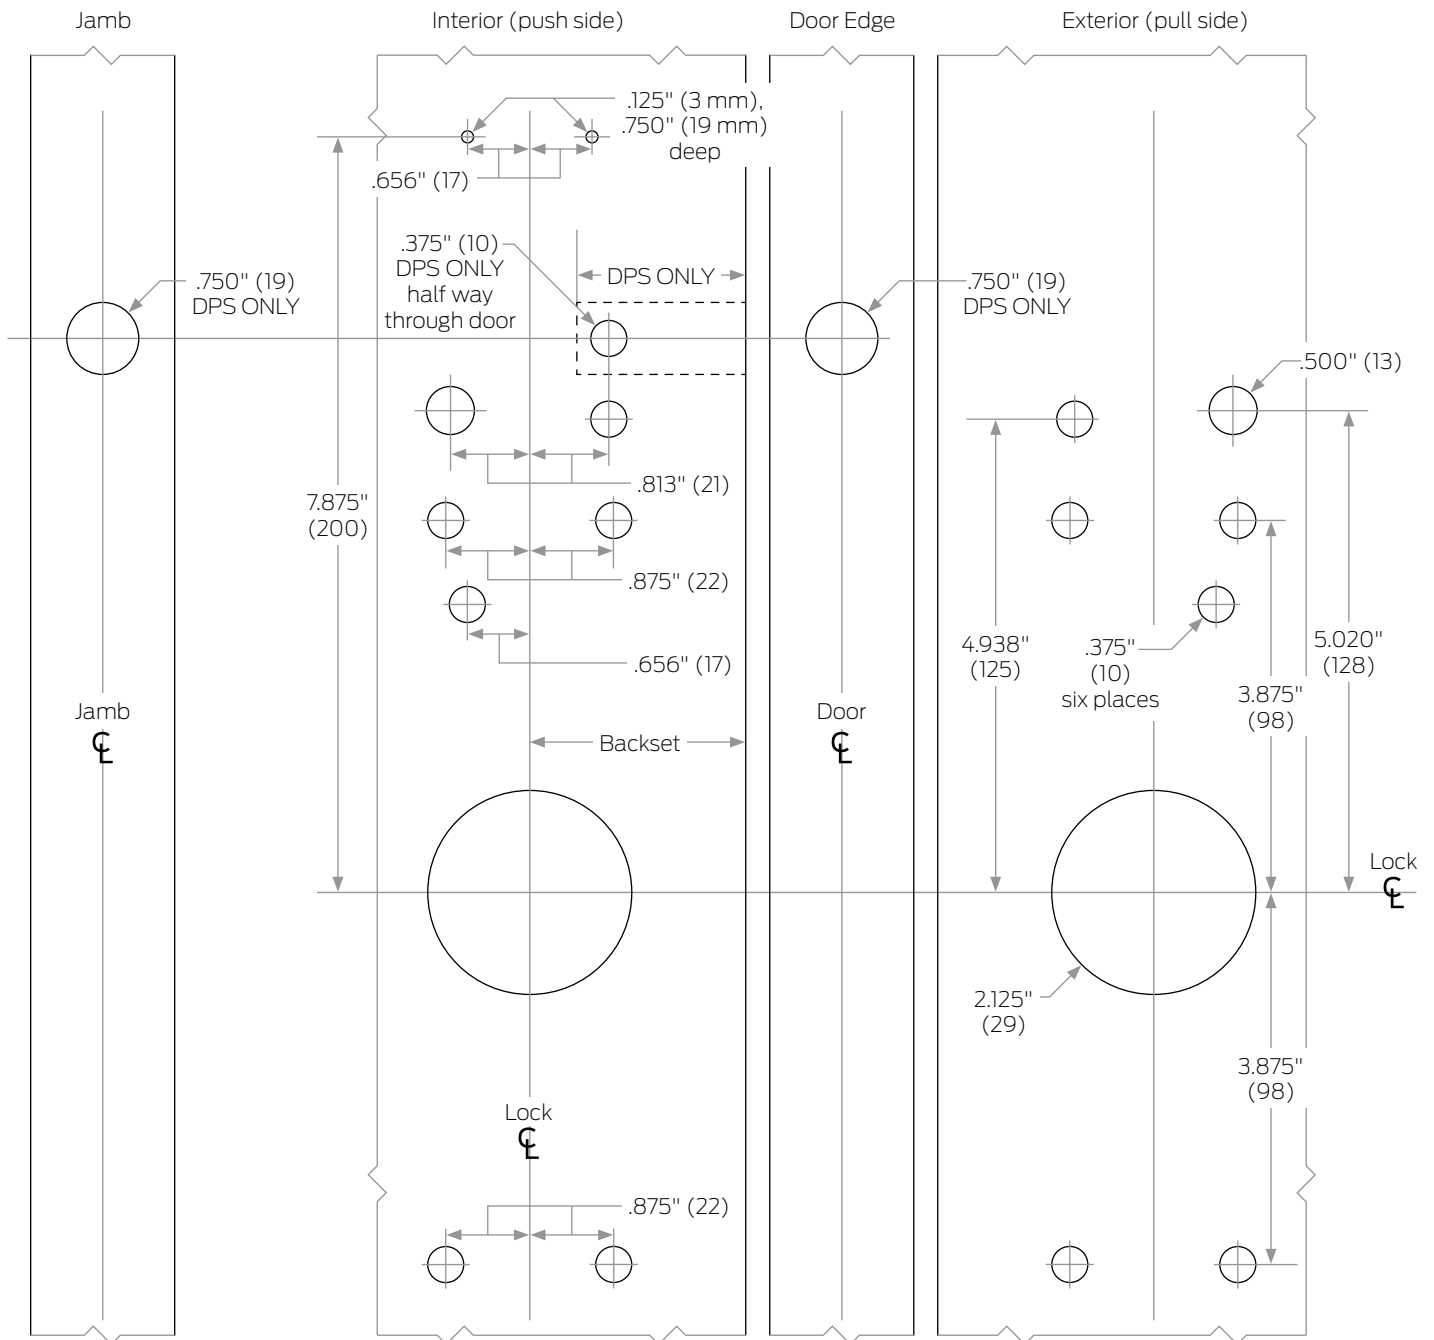 Jamb
Interior (push side)
Door Edge
Exterior (pull side)
.125" (3 mm),
.750" (19 mm)
deep
.656" (17)
.375" (10)
DPS ONLY
half way
through door
DPS ONLY
.750" (19)
DPS ONLY
.750" (19)
DPS ONLY
.500" (13)
.813" (21)
7.875"
(200)
.875" (22)
.656" (17)
4.938"
(125)
.375"
(10)
six places
5.020"
(128)
3.875"
(98)
Jamb
℄
Door
℄
Backset
Lock
℄
2.125"
(29)
3.875"
(98)
Lock
℄
.875" (22)